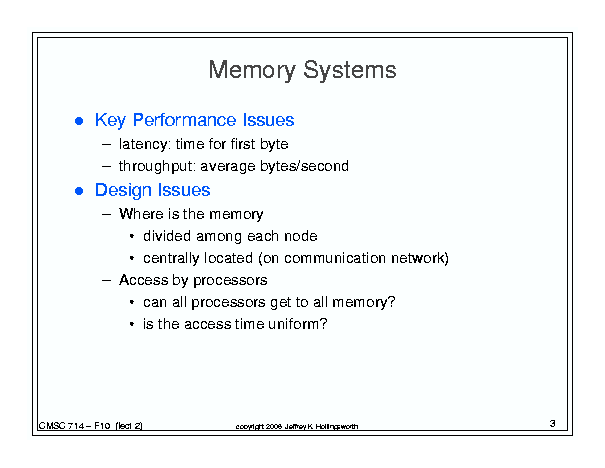 Memory Systems
● Key Performance Issues
– latency: time for first byte
– throughput: average bytes/second
● Design Issues
– Where is the memory
• divided among each node
• centrally located (on communication network)
– Access by processors
• can all processors get to all memory?
• is the access time uniform?
CMSC 714 – F10 (lect 2)
copyright 2006 Jeffrey K. Hollingsworth
3